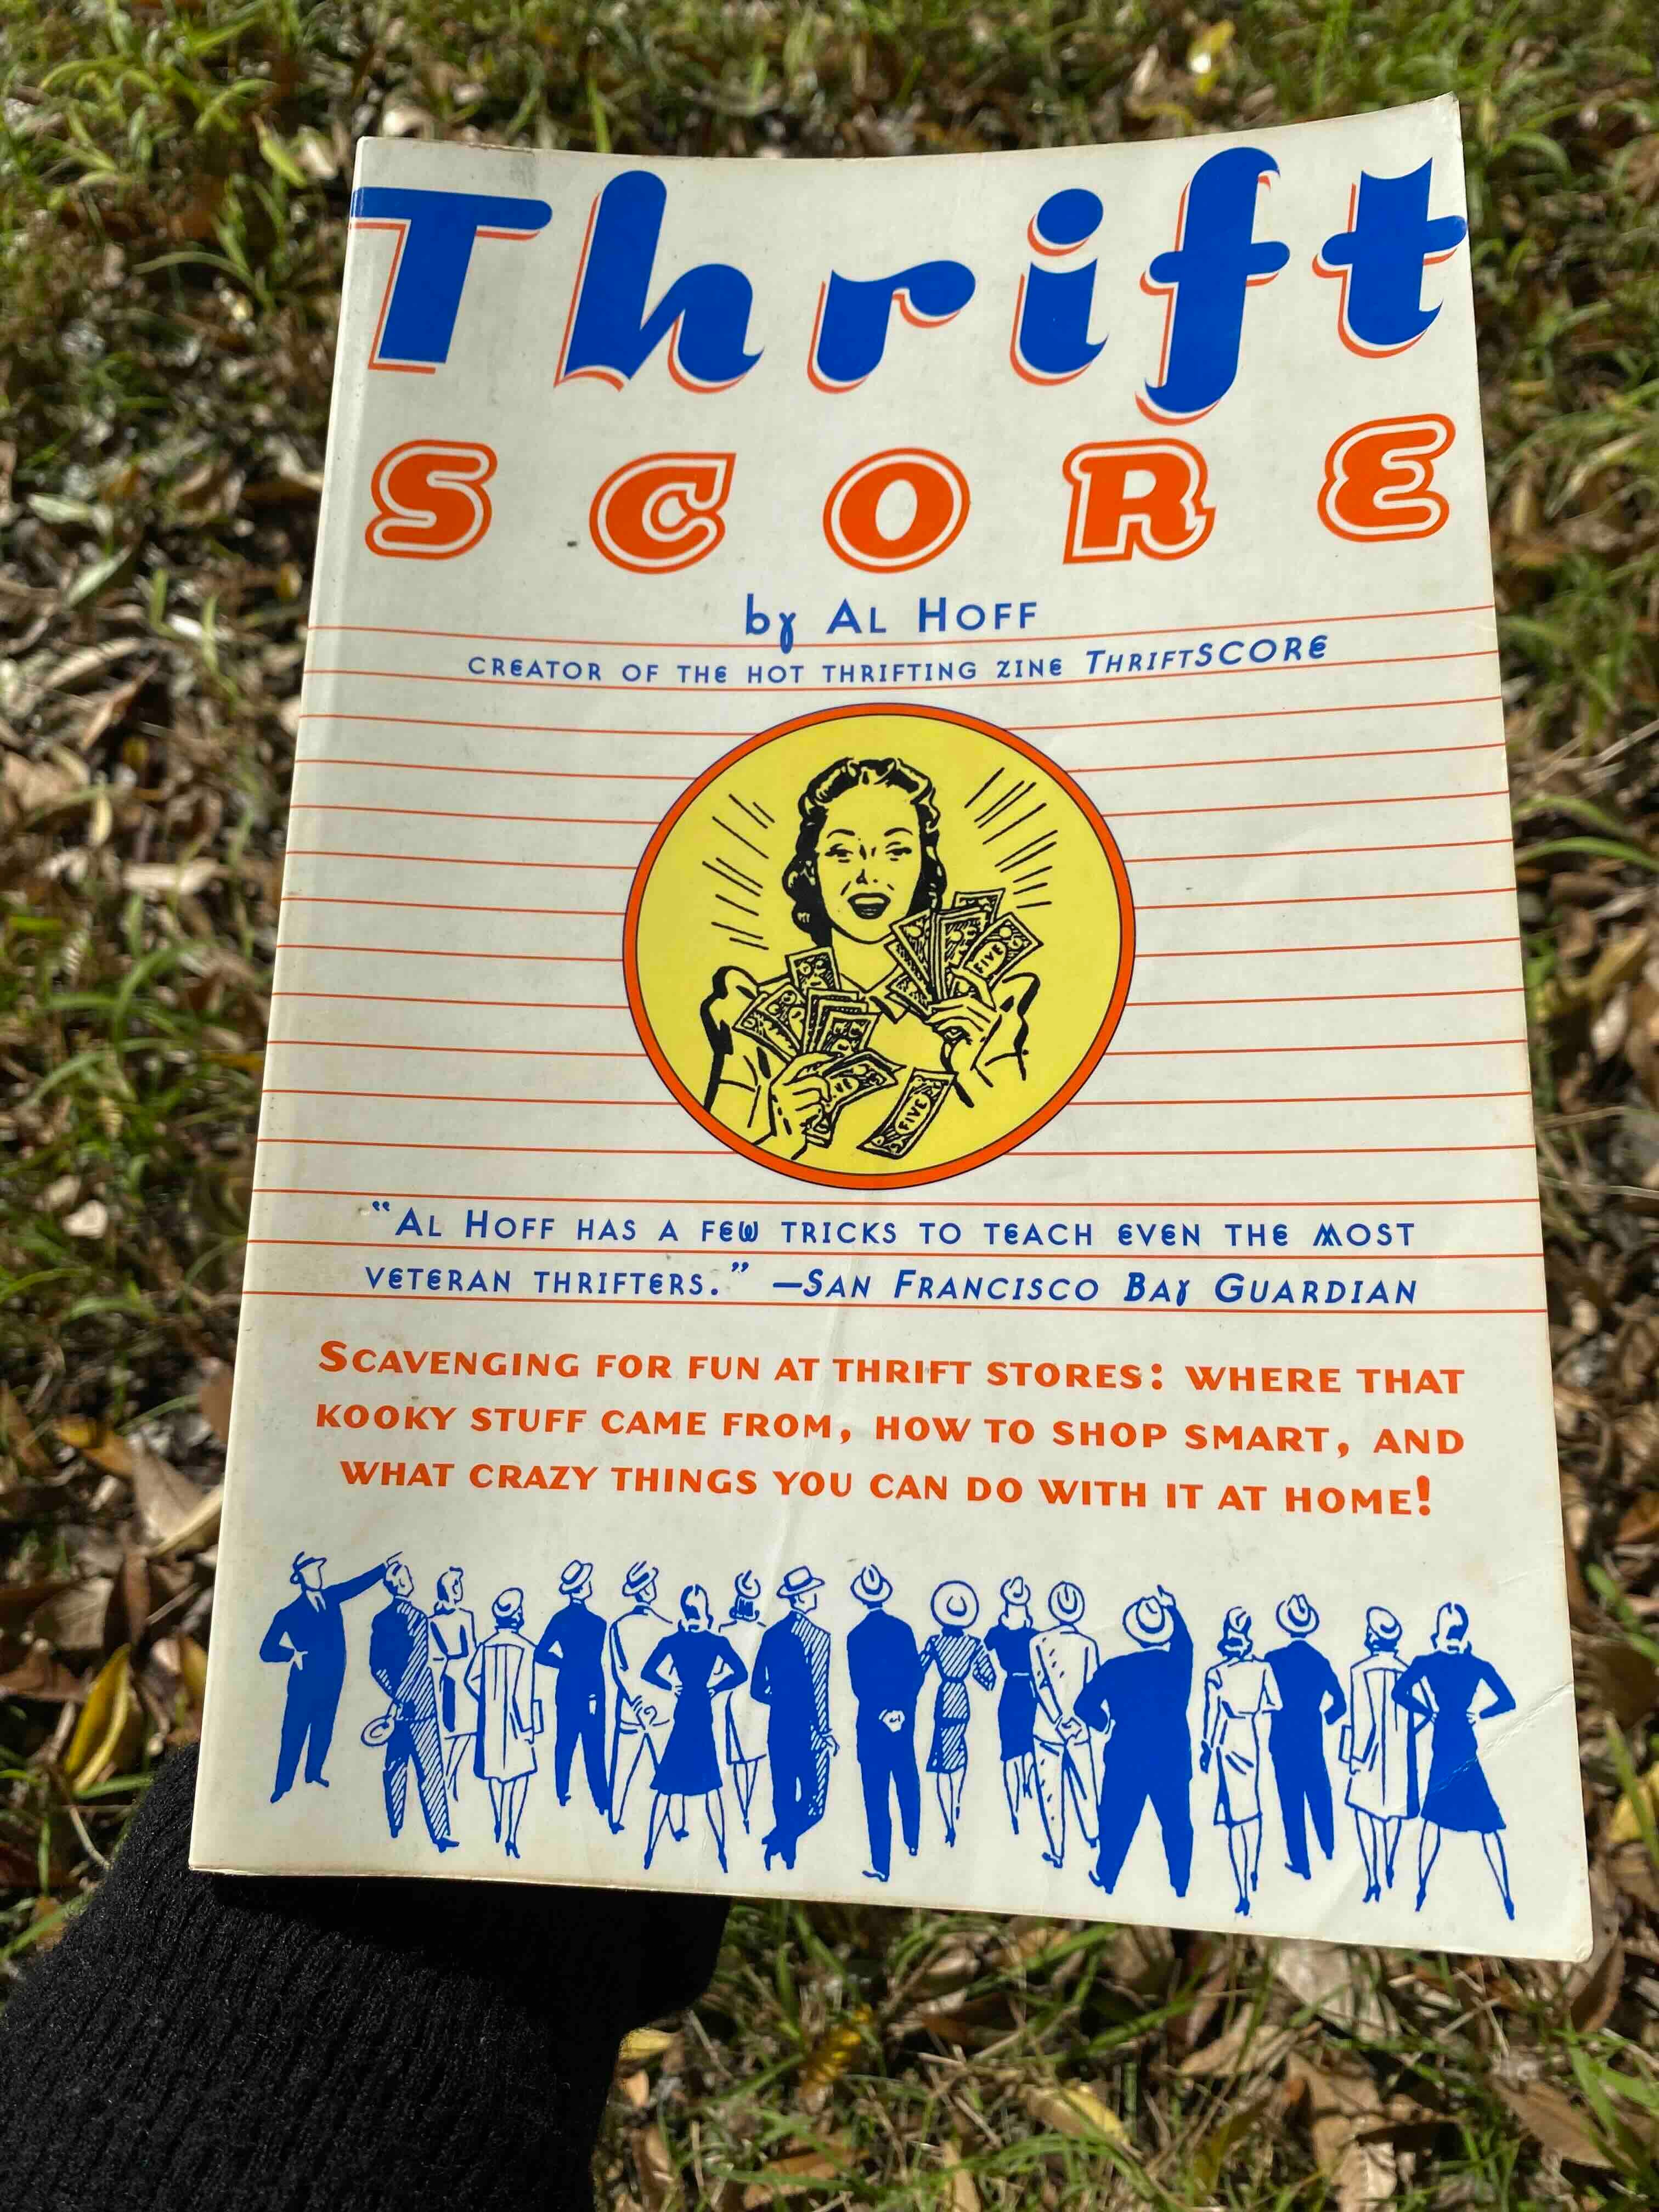 Thrift
SCORE
by AL HOFF
CREATOR OF THE HOT THRIFTING ZINE THRIFTSCORE
FIVE
FIVE
"AL HOFF HAS A FEW TRICKS TO TEACH EVEN THE MOST
VETERAN THRIFTERS." —SAN FRANCISCO BAY GUARDIAN
SCAVENGING FOR FUN AT THRIFT STORES: WHERE THAT
KOOKY STUFF CAME FROM, HOW TO SHOP SMART, AND
WHAT CRAZY THINGS YOU CAN DO WITH IT AT HOME!